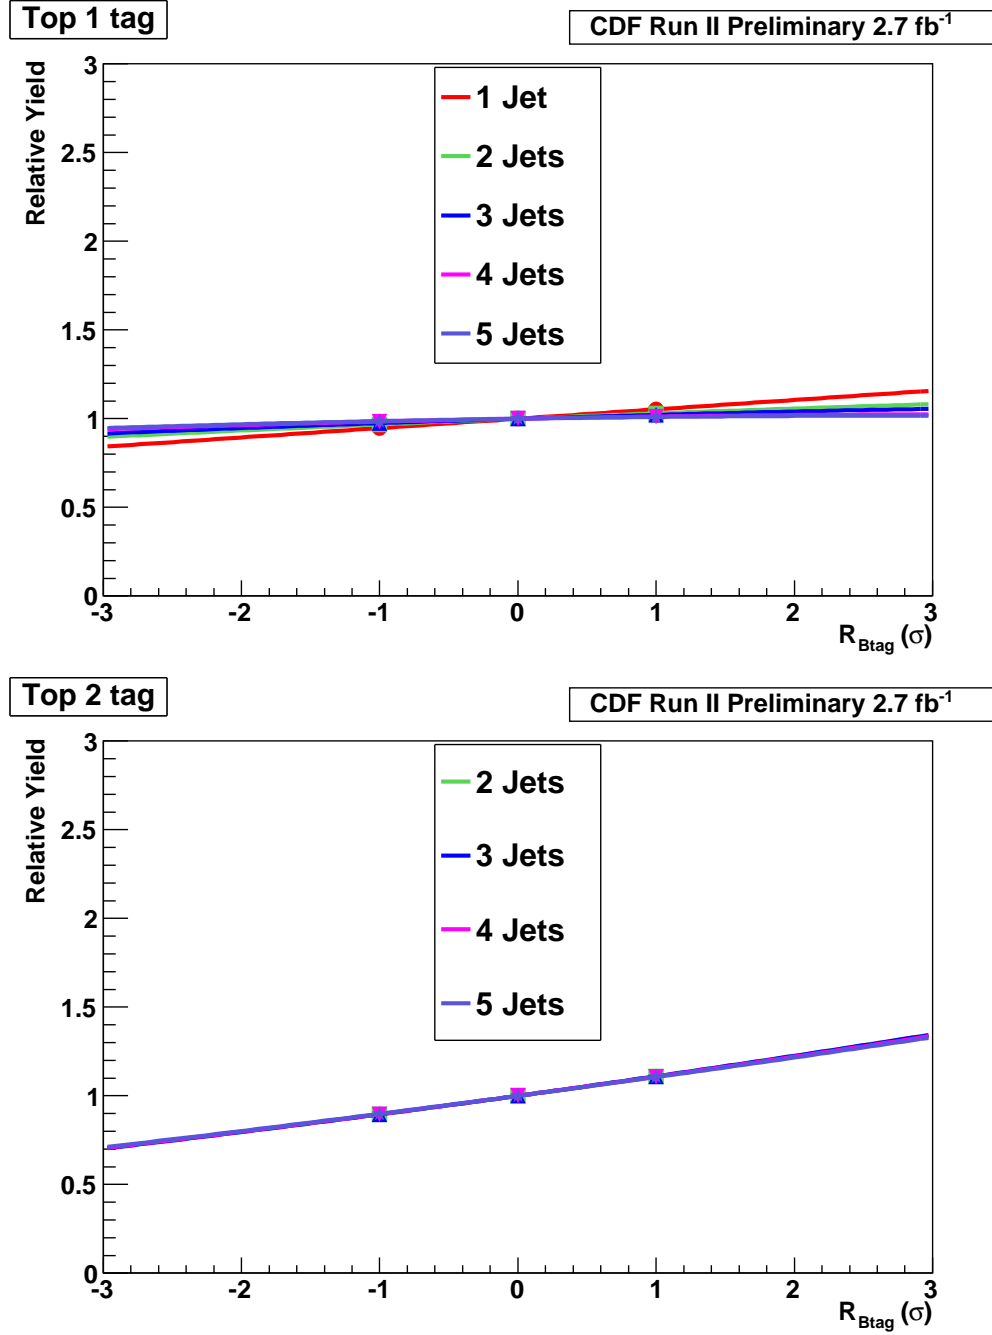 Top 1 tag
CDF Run II Preliminary 2.7 fb⁻¹
Relative Yield
3
2.5
2
1.5
1
0.5
0
1 Jet
2 Jets
3 Jets
4 Jets
5 Jets
-3 -2 -1 0 1 2 3
R_Btag (σ)
Top 2 tag
CDF Run II Preliminary 2.7 fb⁻¹
Relative Yield
3
2.5
2
1.5
1
0.5
0
2 Jets
3 Jets
4 Jets
5 Jets
-3 -2 -1 0 1 2 3
R_Btag (σ)